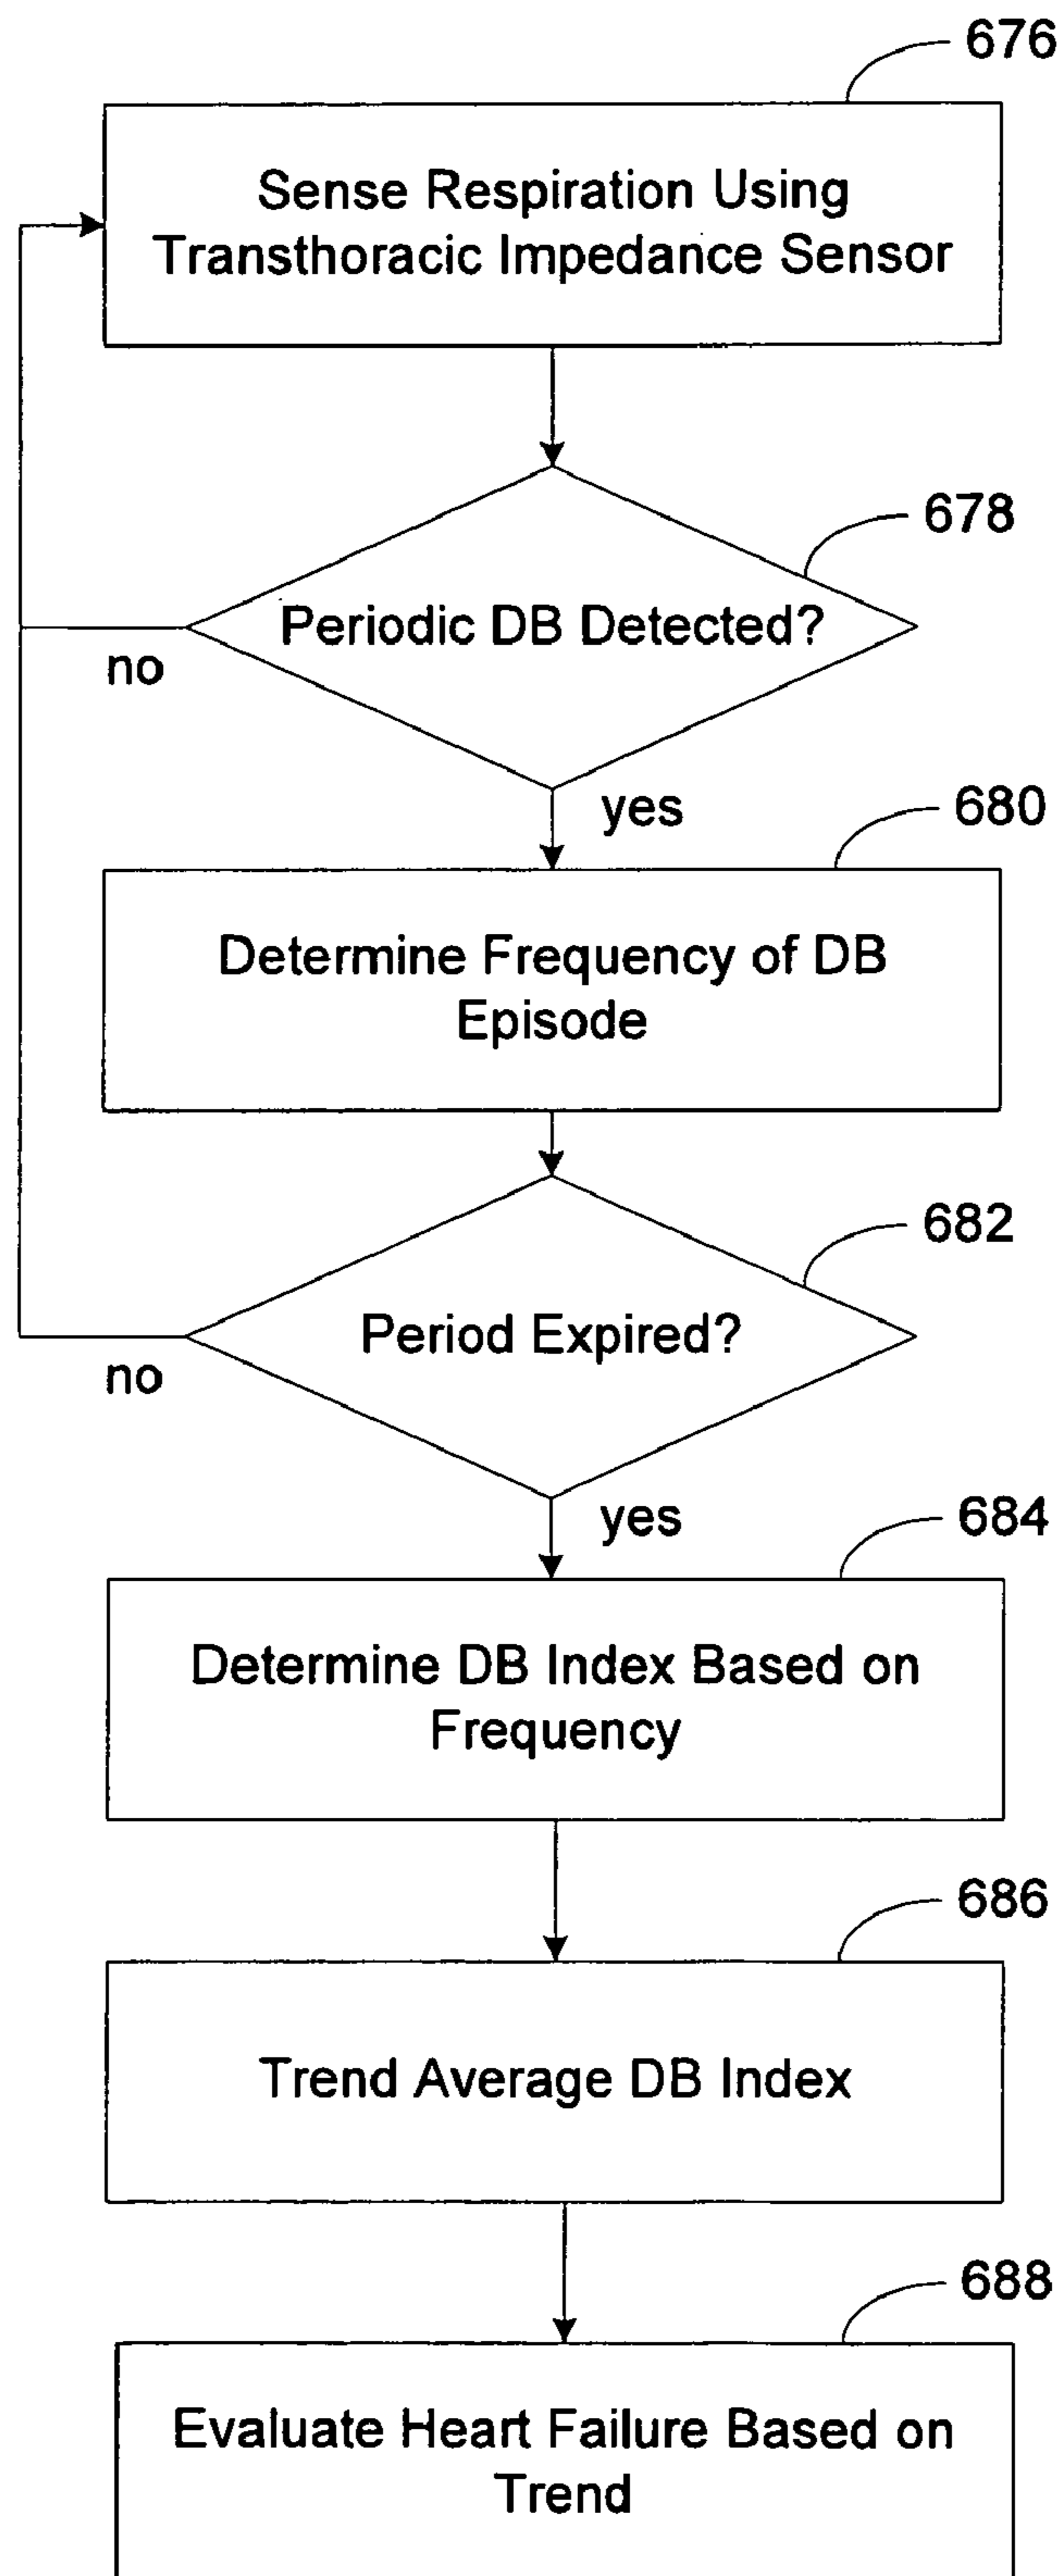 676
Sense Respiration Using
Transthoracic Impedance Sensor
678
Periodic DB Detected?
no
yes
680
Determine Frequency of DB
Episode
682
Period Expired?
no
yes
684
Determine DB Index Based on
Frequency
686
Trend Average DB Index
688
Evaluate Heart Failure Based on
Trend